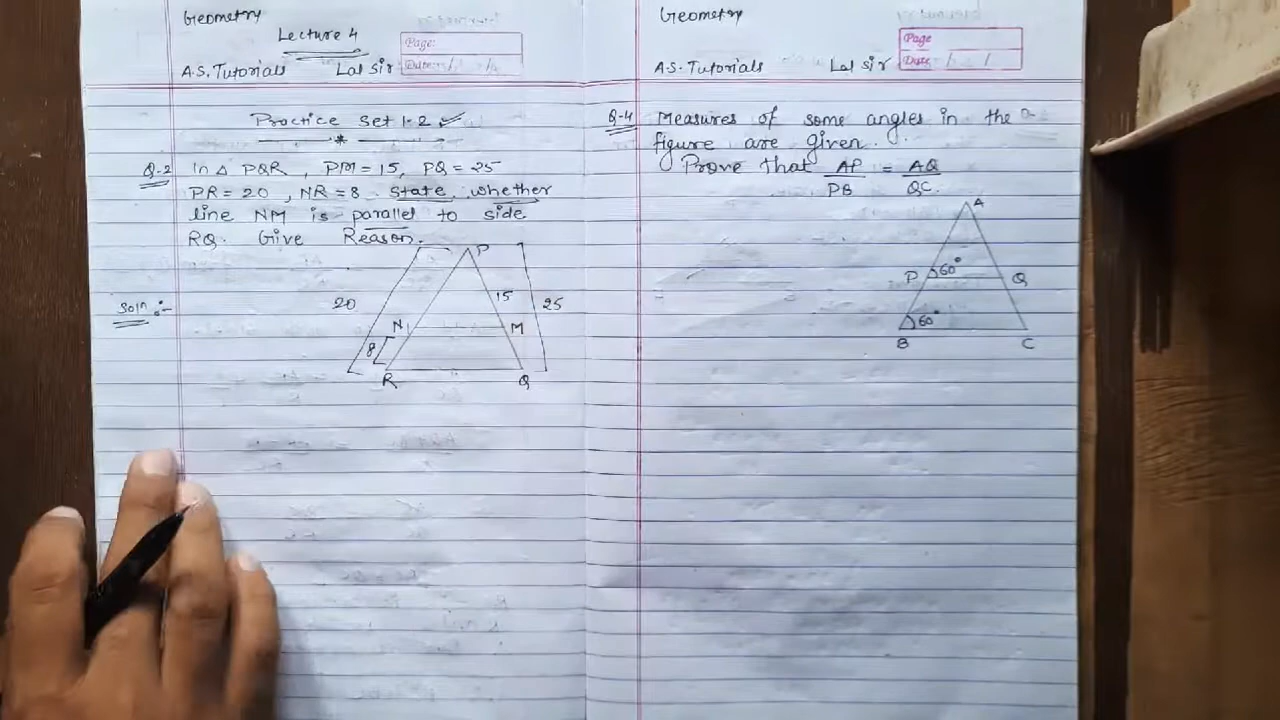 Geometry
Lecture 4
Page:
A.S. Tutorials Lal Sir
Date: / /
Practice Set 1.2 ✓
Q-2 In △ PQR, PM = 15, PQ = 25
PR = 20, NR = 8. State, whether
line NM is parallel to side
RQ. Give Reason.
Soln :-
P
20
15
25
N
M
8
R
Q
Geometry
Page
A.S. Tutorials Lal Sir
Date / /
Q-4 Measures of some angles in the
figure are given.
Prove that AP/PB = AQ/QC.
A
P 60° Q
60°
B C